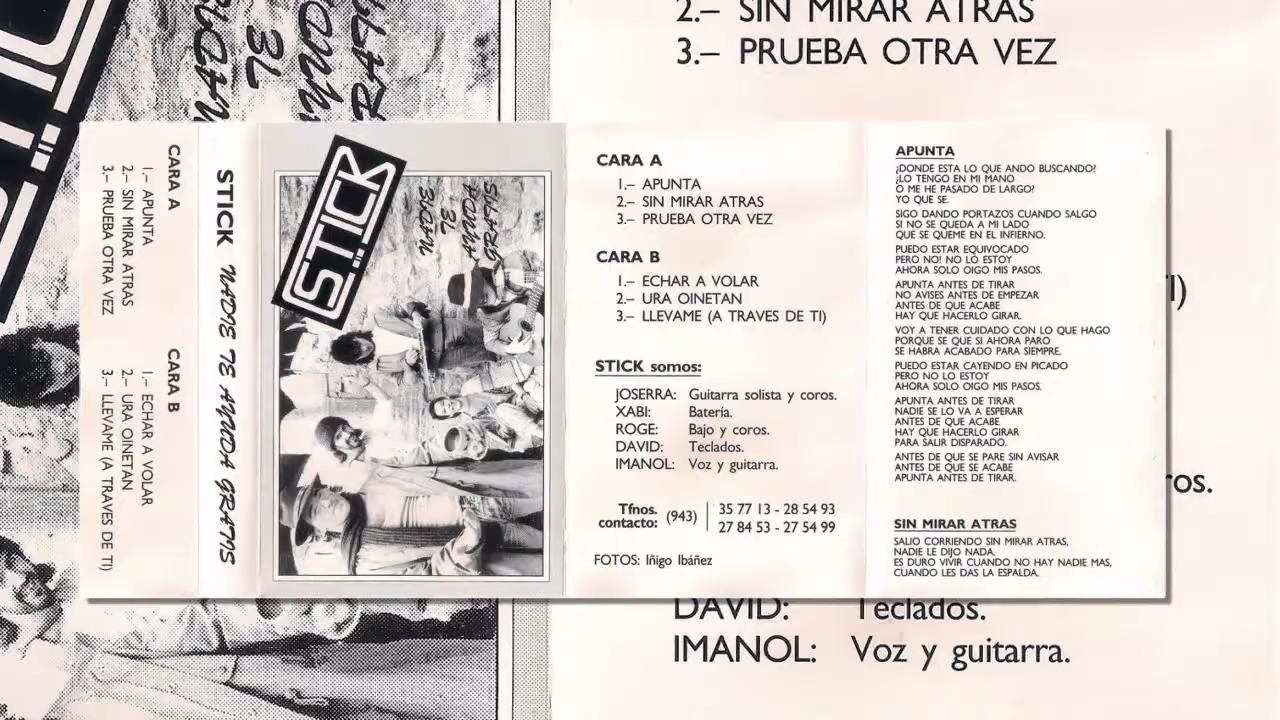 2.– SIN MIRAR ATRAS
3.– PRUEBA OTRA VEZ
CARA A
1.– APUNTA
2.– SIN MIRAR ATRAS
3.– PRUEBA OTRA VEZ
CARA B
1.– ECHAR A VOLAR
2.– URA OINETAN
3.– LLEVAME (A TRAVES DE TI)
STICK NADIE TE AYUDA GRATIS
STICK
NADIE
TE
AYUDA
GRATIS
CARA A
1.– APUNTA
2.– SIN MIRAR ATRAS
3.– PRUEBA OTRA VEZ
CARA B
1.– ECHAR A VOLAR
2.– URA OINETAN
3.– LLEVAME (A TRAVES DE TI)
STICK somos:
JOSERRA: Guitarra solista y coros.
XABI: Batería.
ROGE: Bajo y coros.
DAVID: Teclados.
IMANOL: Voz y guitarra.
Tfnos. contacto: (943) 35 77 13 - 28 54 93
27 84 53 - 27 54 99
FOTOS: Iñigo Ibáñez
APUNTA
¿DONDE ESTA LO QUE ANDO BUSCANDO?
¿LO TENGO EN MI MANO
O ME HE PASADO DE LARGO?
YO QUE SE.
SIGO DANDO PORTAZOS CUANDO SALGO
SI NO SE QUEDA A MI LADO
QUE SE QUEME EN EL INFIERNO.
PUEDO ESTAR EQUIVOCADO
PERO NO! NO LO ESTOY
AHORA SOLO OIGO MIS PASOS.
APUNTA ANTES DE TIRAR
NO AVISES ANTES DE EMPEZAR
ANTES DE QUE ACABE
HAY QUE HACERLO GIRAR.
VOY A TENER CUIDADO CON LO QUE HAGO
PORQUE SE QUE SI AHORA PARO
SE HABRA ACABADO PARA SIEMPRE.
PUEDO ESTAR CAYENDO EN PICADO
PERO NO LO ESTOY
AHORA SOLO OIGO MIS PASOS.
APUNTA ANTES DE TIRAR
NADIE SE LO VA A ESPERAR
ANTES DE QUE ACABE
HAY QUE HACERLO GIRAR
PARA SALIR DISPARADO.
ANTES DE QUE SE PARE SIN AVISAR
ANTES DE QUE SE ACABE
APUNTA ANTES DE TIRAR.
SIN MIRAR ATRAS
SALIO CORRIENDO SIN MIRAR ATRAS,
NADIE LE DIJO NADA.
ES DURO VIVIR CUANDO NO HAY NADIE MAS,
CUANDO LES DAS LA ESPALDA.
ros.
DAVID: Teclados.
IMANOL: Voz y guitarra.